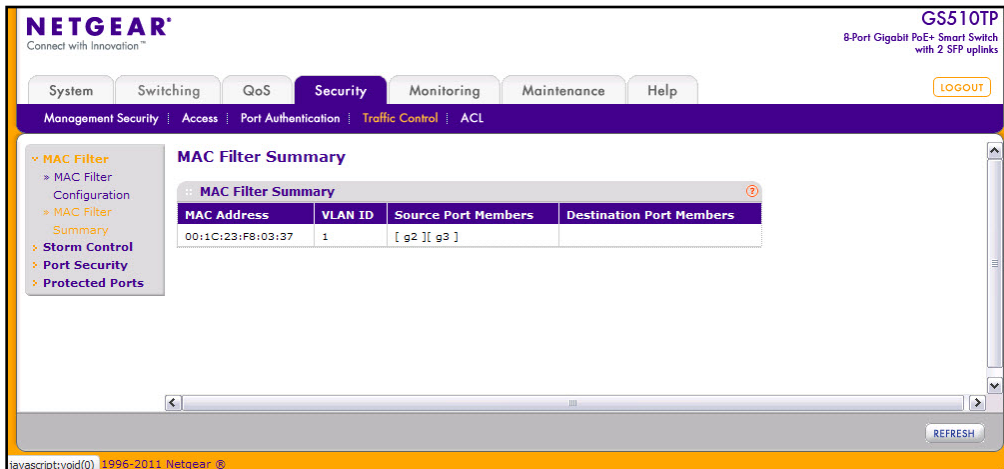 NETGEAR®
Connect with Innovation™
GS510TP
8-Port Gigabit PoE+ Smart Switch
with 2 SFP uplinks
System Switching QoS Security Monitoring Maintenance Help
LOGOUT
Management Security Access Port Authentication Traffic Control ACL
MAC Filter
» MAC Filter
Configuration
» MAC Filter
Summary
Storm Control
Port Security
Protected Ports
MAC Filter Summary
MAC Filter Summary ?
MAC Address VLAN ID Source Port Members Destination Port Members
00:1C:23:F8:03:37 1 [ g2 ][ g3 ]
REFRESH
javascript:void(0) 1996-2011 Netgear ®